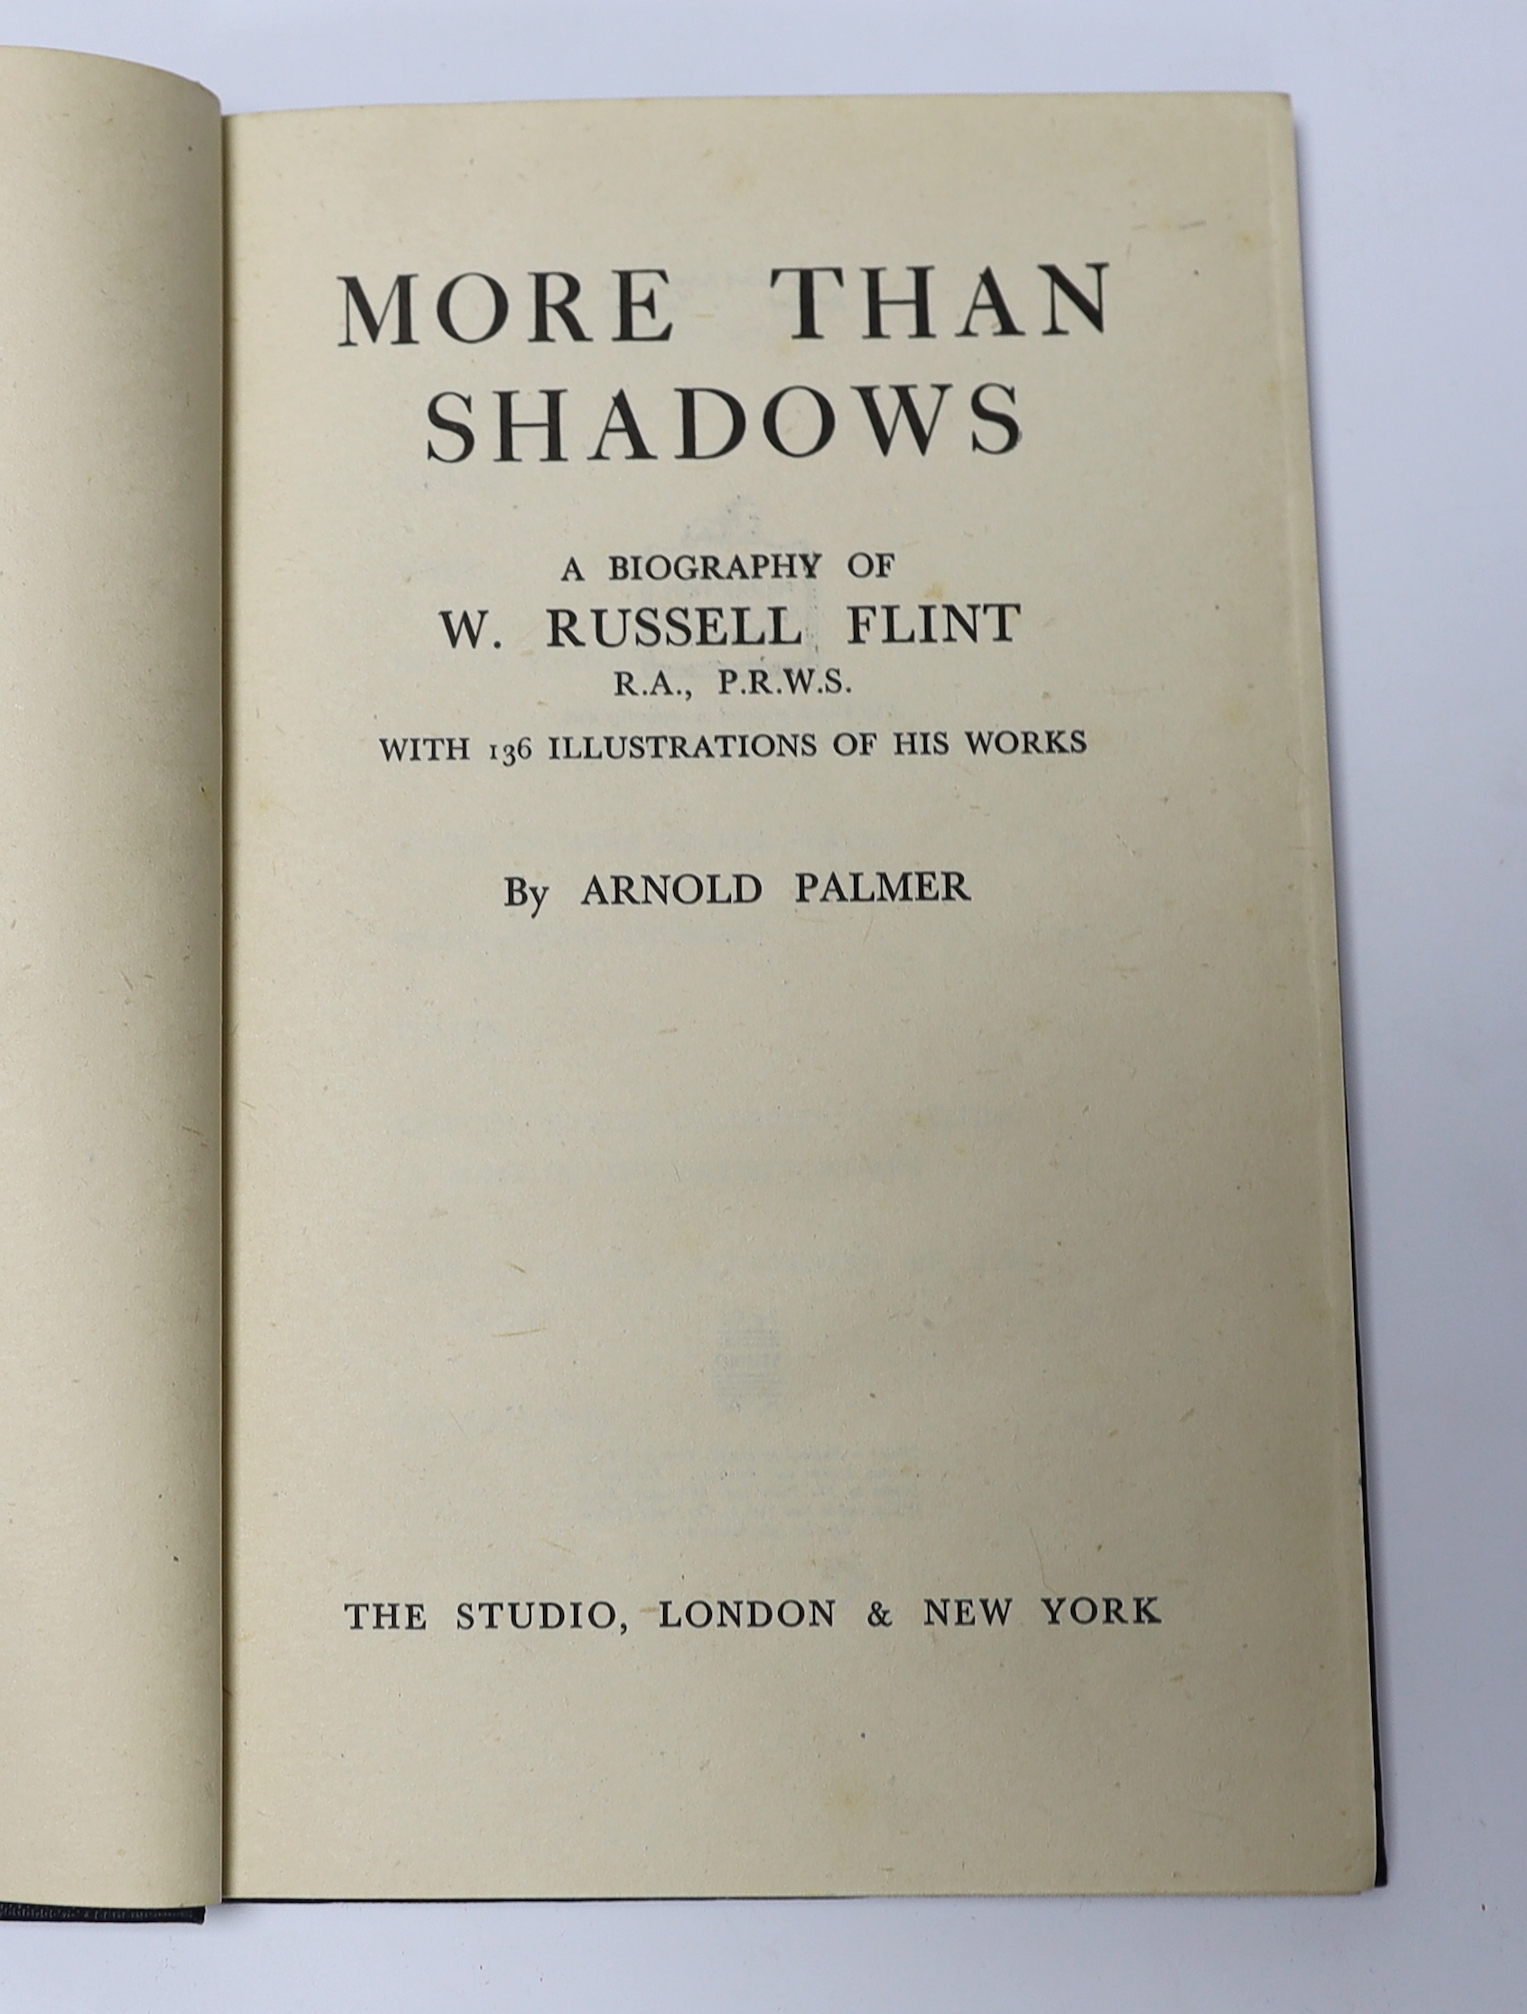 MORE THAN
SHADOWS
A BIOGRAPHY OF
W. RUSSELL FLINT
R.A., P.R.W.S.
WITH 136 ILLUSTRATIONS OF HIS WORKS
By ARNOLD PALMER
THE STUDIO, LONDON & NEW YORK